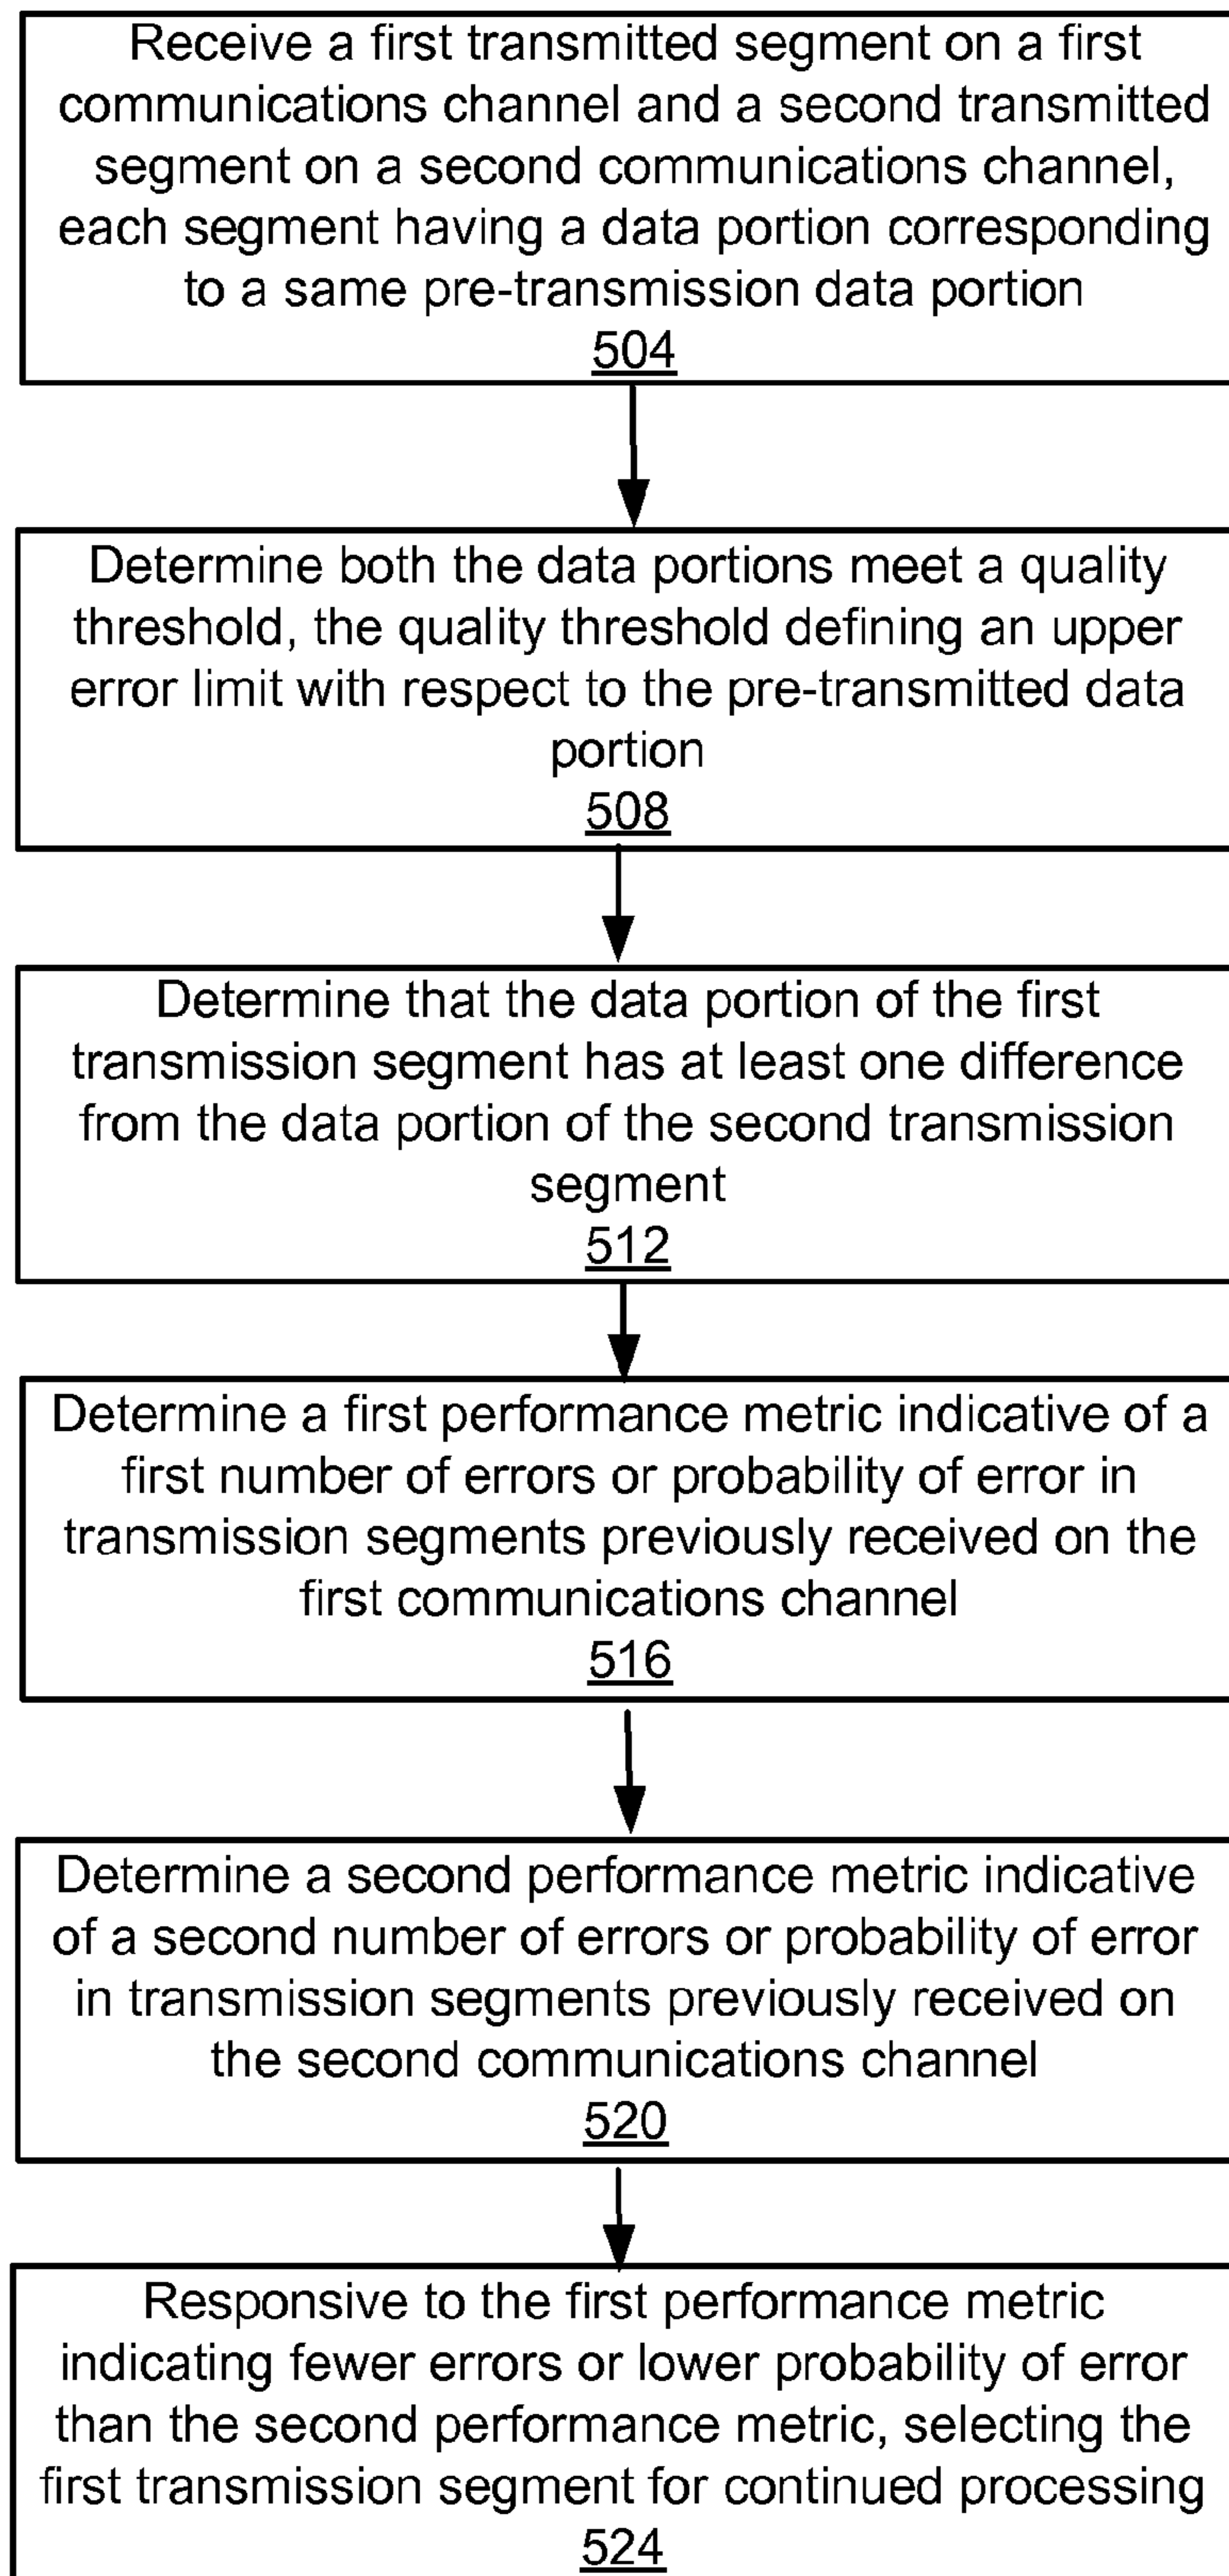 Receive a first transmitted segment on a first
communications channel and a second transmitted
segment on a second communications channel,
each segment having a data portion corresponding
to a same pre-transmission data portion
504
Determine both the data portions meet a quality
threshold, the quality threshold defining an upper
error limit with respect to the pre-transmitted data
portion
508
Determine that the data portion of the first
transmission segment has at least one difference
from the data portion of the second transmission
segment
512
Determine a first performance metric indicative of a
first number of errors or probability of error in
transmission segments previously received on the
first communications channel
516
Determine a second performance metric indicative
of a second number of errors or probability of error
in transmission segments previously received on
the second communications channel
520
Responsive to the first performance metric
indicating fewer errors or lower probability of error
than the second performance metric, selecting the
first transmission segment for continued processing
524